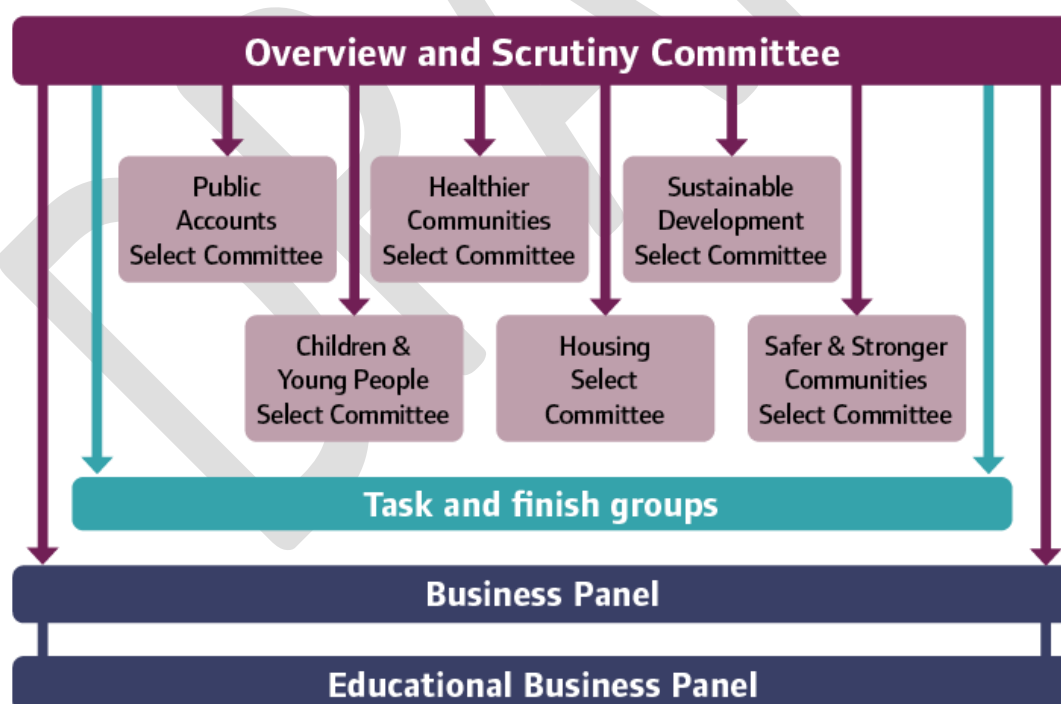 Overview and Scrutiny Committee
Public
Accounts
Select Committee
Healthier
Communities
Select Committee
Sustainable
Development
Select Committee
Children &
Young People
Select Committee
Housing
Select
Committee
Safer & Stronger
Communities
Select Committee
Task and finish groups
Business Panel
Educational Business Panel